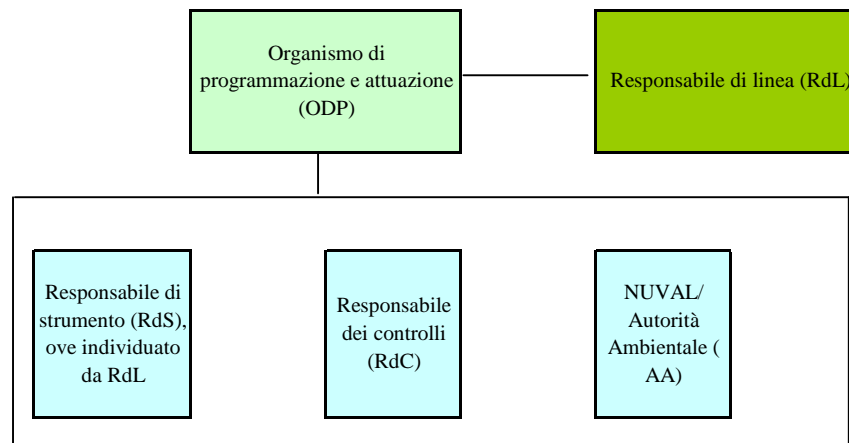 Organismo di
programmazione e attuazione
(ODP)
Responsabile di linea (RdL)
Responsabile di
strumento (RdS),
ove individuato
da RdL
Responsabile
dei controlli
(RdC)
NUVAL/
Autorità
Ambientale (
AA)